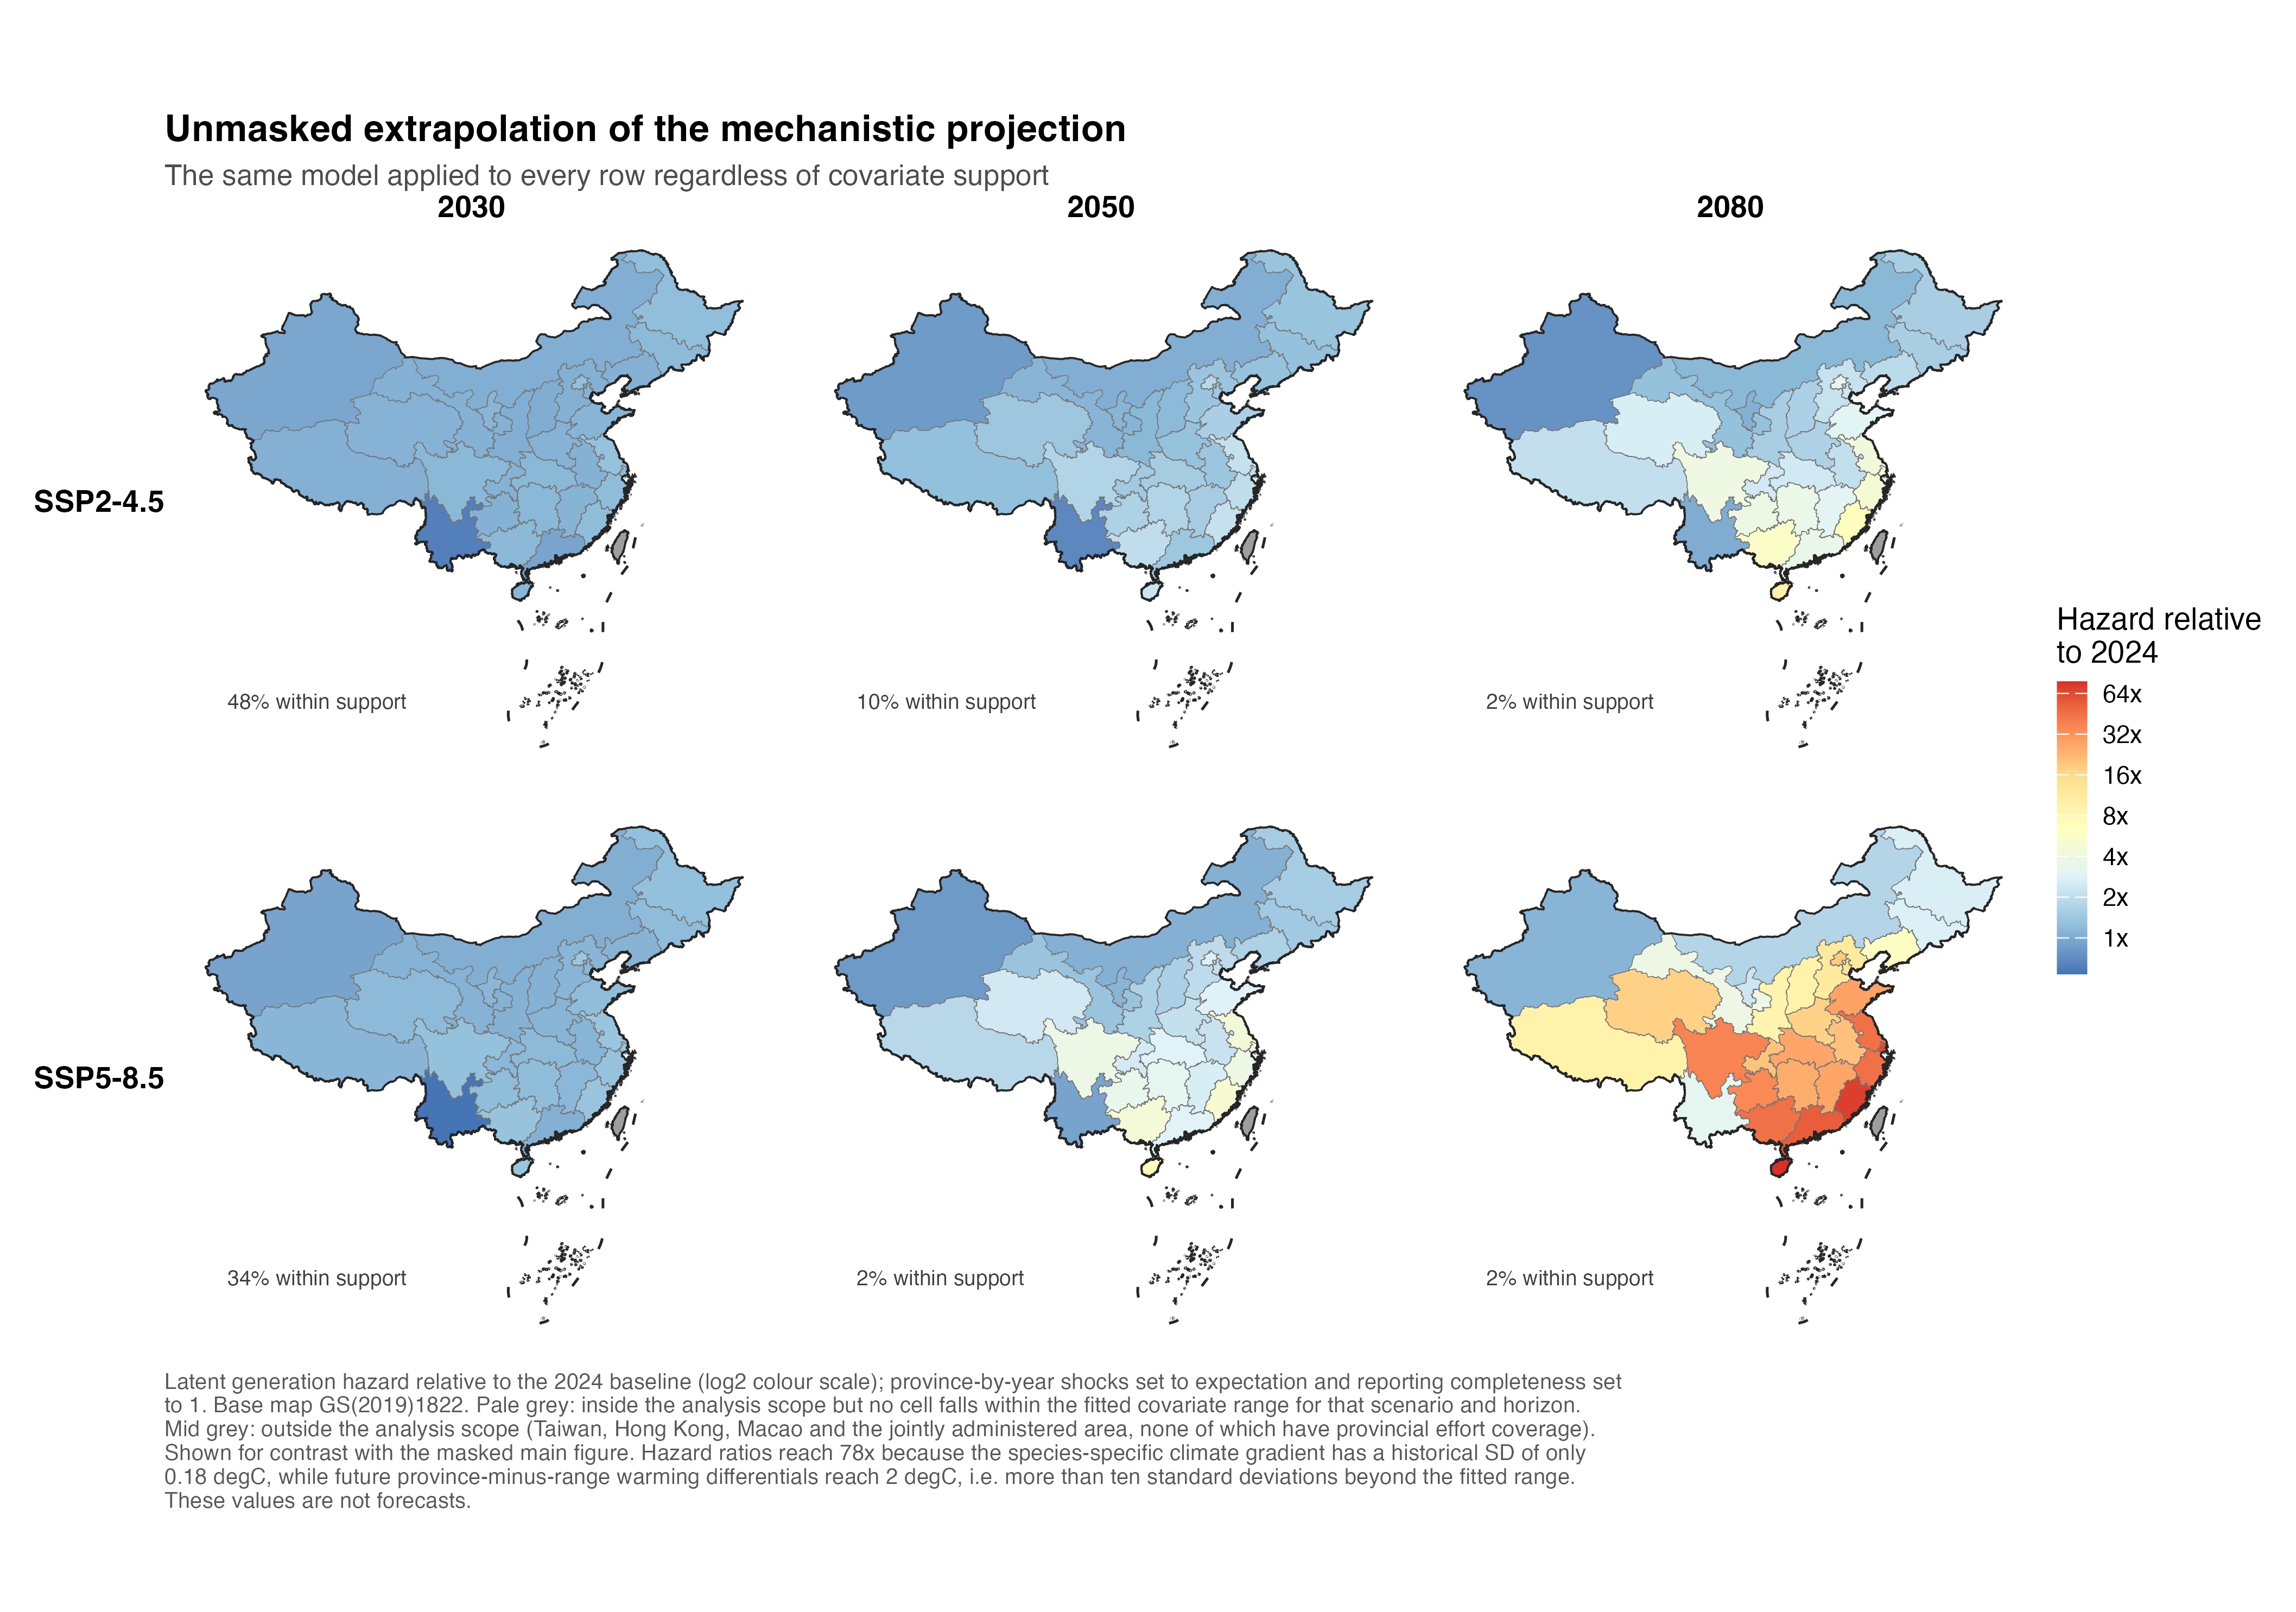 Unmasked extrapolation of the mechanistic projection
The same model applied to every row regardless of covariate support
2030
2050
2080
SSP2-4.5
48% within support
10% within support
2% within support
Hazard relative
to 2024
64x
32x
16x
8x
4x
2x
1x
SSP5-8.5
34% within support
2% within support
2% within support
Latent generation hazard relative to the 2024 baseline (log2 colour scale); province-by-year shocks set to expectation and reporting completeness set
to 1. Base map GS(2019)1822. Pale grey: inside the analysis scope but no cell falls within the fitted covariate range for that scenario and horizon.
Mid grey: outside the analysis scope (Taiwan, Hong Kong, Macao and the jointly administered area, none of which have provincial effort coverage).
Shown for contrast with the masked main figure. Hazard ratios reach 78x because the species-specific climate gradient has a historical SD of only
0.18 degC, while future province-minus-range warming differentials reach 2 degC, i.e. more than ten standard deviations beyond the fitted range.
These values are not forecasts.